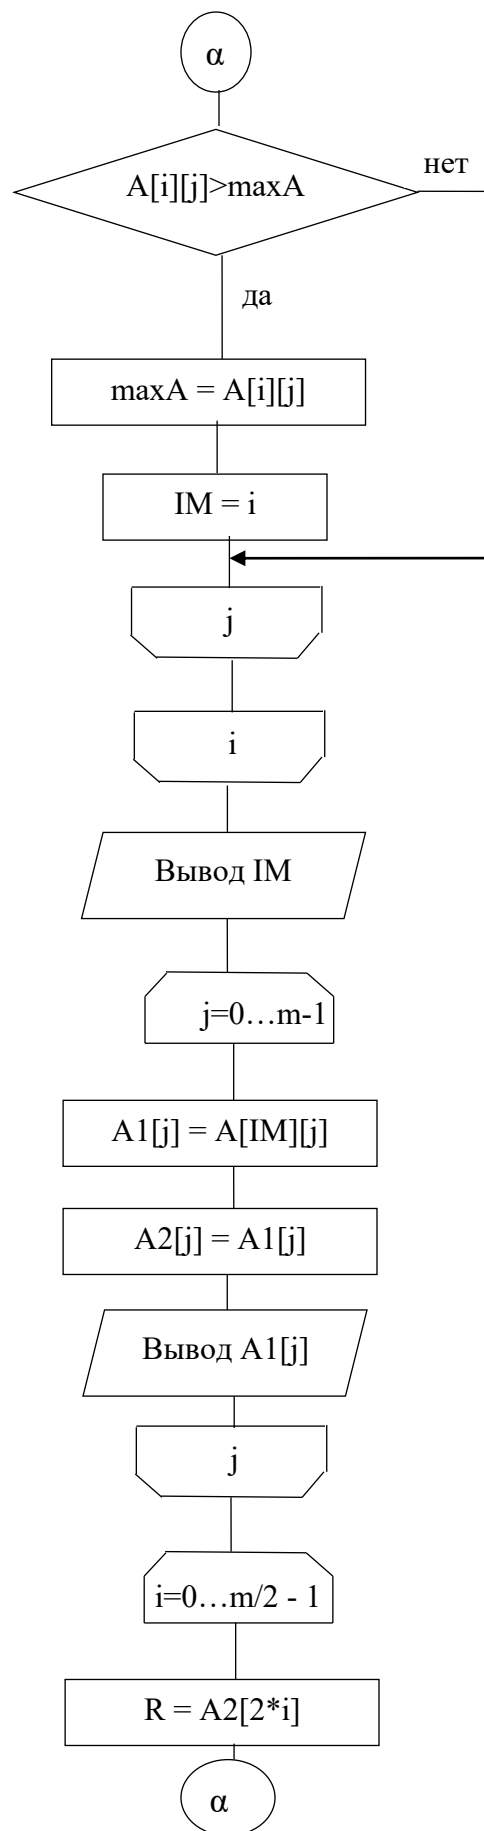 α
нет
A[i][j]>maxA
да
maxA = A[i][j]
IM = i
j
i
Вывод IM
j=0…m-1
A1[j] = A[IM][j]
A2[j] = A1[j]
Вывод A1[j]
j
i=0…m/2 - 1
R = A2[2*i]
α